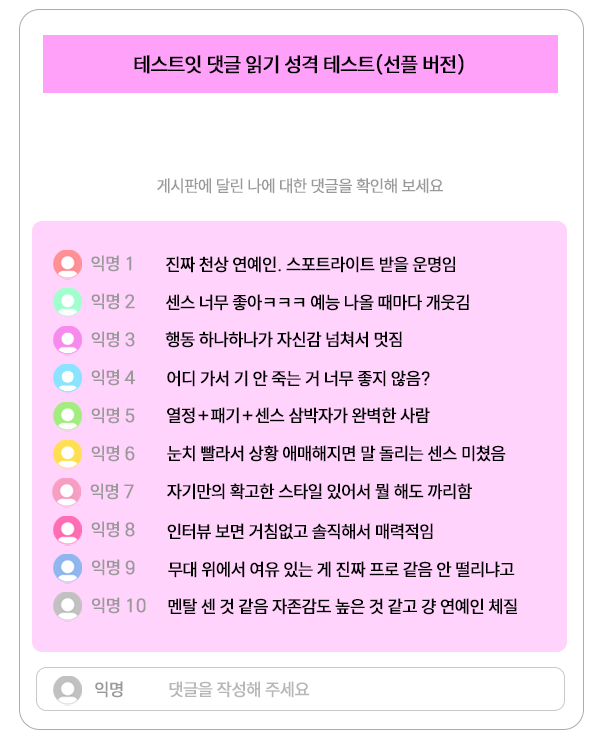 테스트잇 댓글 읽기 성격 테스트(선플 버전)
게시판에 달린 나에 대한 댓글을 확인해 보세요
익명 1 진짜 천상 연예인. 스포트라이트 받을 운명임
익명 2 센스 너무 좋아ㅋㅋㅋ 예능 나올 때마다 개웃김
익명 3 행동 하나하나가 자신감 넘쳐서 멋짐
익명 4 어디 가서 기 안 죽는 거 너무 좋지 않음?
익명 5 열정+패기+센스 삼박자가 완벽한 사람
익명 6 눈치 빨라서 상황 애매해지면 말 돌리는 센스 미쳤음
익명 7 자기만의 확고한 스타일 있어서 뭘 해도 까리함
익명 8 인터뷰 보면 거침없고 솔직해서 매력적임
익명 9 무대 위에서 여유 있는 게 진짜 프로 같음 안 떨리냐고
익명 10 멘탈 센 것 같음 자존감도 높은 것 같고 걍 연예인 체질
익명 댓글을 작성해 주세요